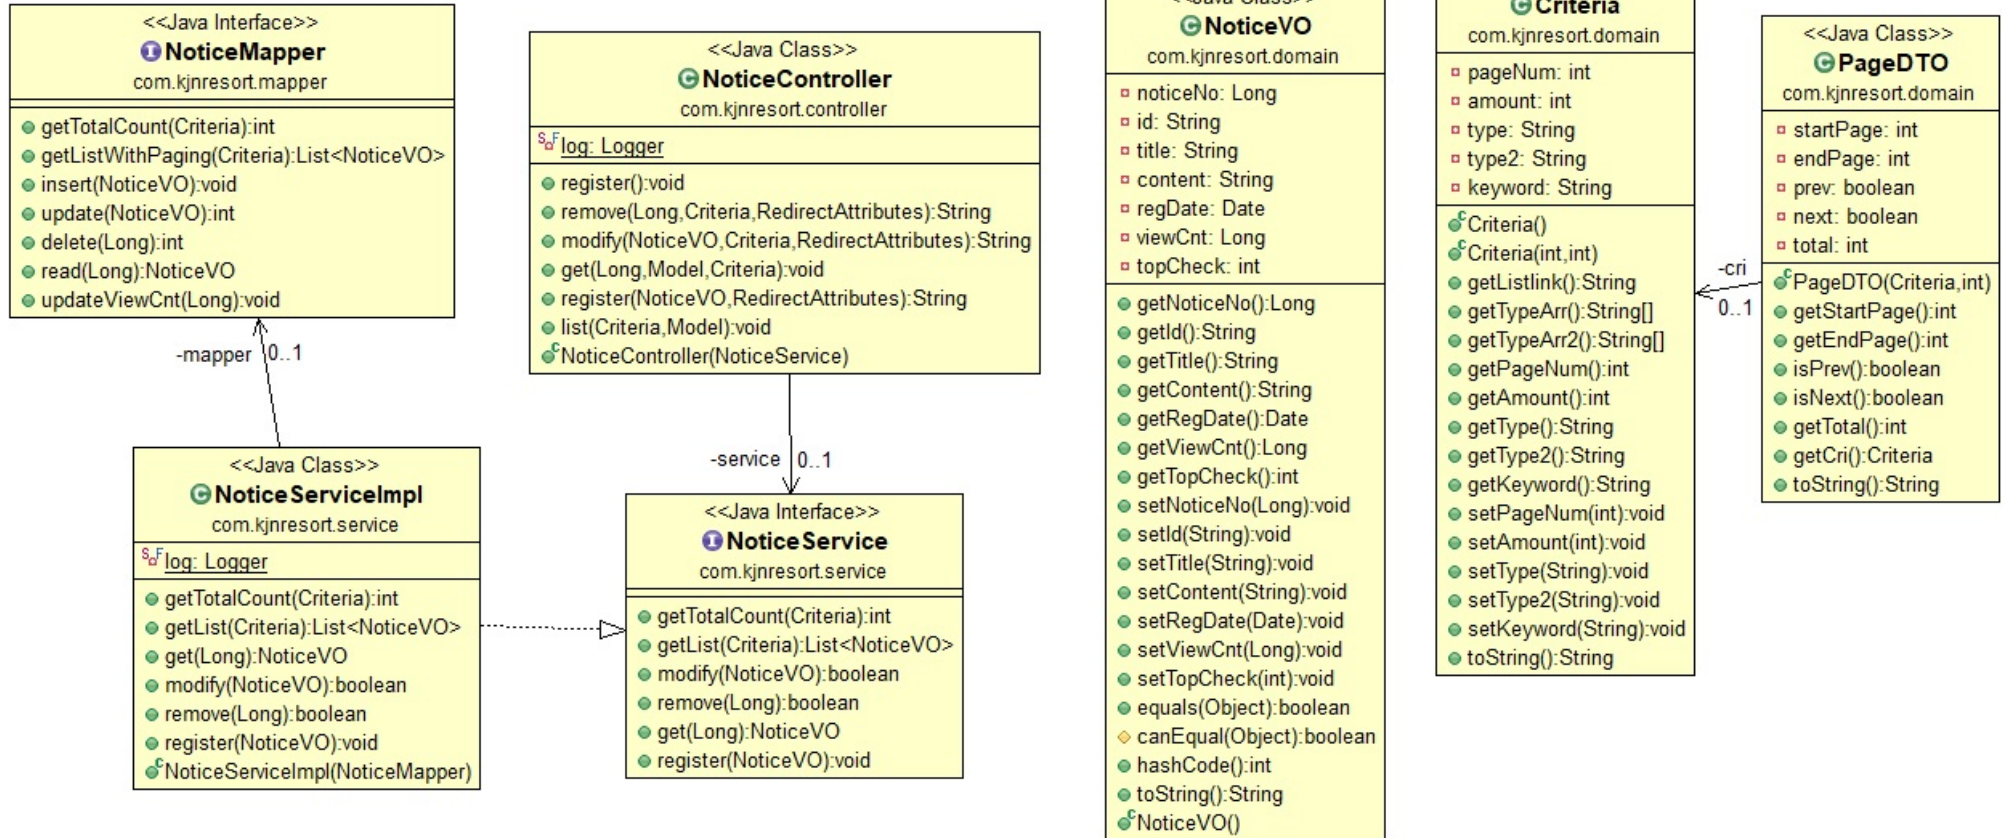 <<Java Interface>>
NoticeMapper
com.kjnresort.mapper
getTotalCount(Criteria):int
getListWithPaging(Criteria):List<NoticeVO>
insert(NoticeVO):void
update(NoticeVO):int
delete(Long):int
read(Long):NoticeVO
updateViewCnt(Long):void
-mapper
0..1
<<Java Class>>
NoticeServiceImpl
com.kjnresort.service
log: Logger
getTotalCount(Criteria):int
getList(Criteria):List<NoticeVO>
get(Long):NoticeVO
modify(NoticeVO):boolean
remove(Long):boolean
register(NoticeVO):void
NoticeServiceImpl(NoticeMapper)
<<Java Class>>
NoticeController
com.kjnresort.controller
log: Logger
register():void
remove(Long,Criteria,RedirectAttributes):String
modify(NoticeVO,Criteria,RedirectAttributes):String
get(Long,Model,Criteria):void
register(NoticeVO,RedirectAttributes):String
list(Criteria,Model):void
NoticeController(NoticeService)
-service
0..1
<<Java Interface>>
NoticeService
com.kjnresort.service
getTotalCount(Criteria):int
getList(Criteria):List<NoticeVO>
modify(NoticeVO):boolean
remove(Long):boolean
get(Long):NoticeVO
register(NoticeVO):void
<<Java Class>>
NoticeVO
com.kjnresort.domain
noticeNo: Long
id: String
title: String
content: String
regDate: Date
viewCnt: Long
topCheck: int
getNoticeNo():Long
getId():String
getTitle():String
getContent():String
getRegDate():Date
getViewCnt():Long
getTopCheck():int
setNoticeNo(Long):void
setId(String):void
setTitle(String):void
setContent(String):void
setRegDate(Date):void
setViewCnt(Long):void
setTopCheck(int):void
equals(Object):boolean
canEqual(Object):boolean
hashCode():int
toString():String
NoticeVO()
Criteria
com.kjnresort.domain
pageNum: int
amount: int
type: String
type2: String
keyword: String
Criteria()
Criteria(int,int)
getListlink():String
getTypeArr():String[]
getTypeArr2():String[]
getPageNum():int
getAmount():int
getType():String
getType2():String
getKeyword():String
setPageNum(int):void
setAmount(int):void
setType(String):void
setType2(String):void
setKeyword(String):void
toString():String
-cri
0..1
<<Java Class>>
PageDTO
com.kjnresort.domain
startPage: int
endPage: int
prev: boolean
next: boolean
total: int
PageDTO(Criteria,int)
getStartPage():int
getEndPage():int
isPrev():boolean
isNext():boolean
getTotal():int
getCri():Criteria
toString():String